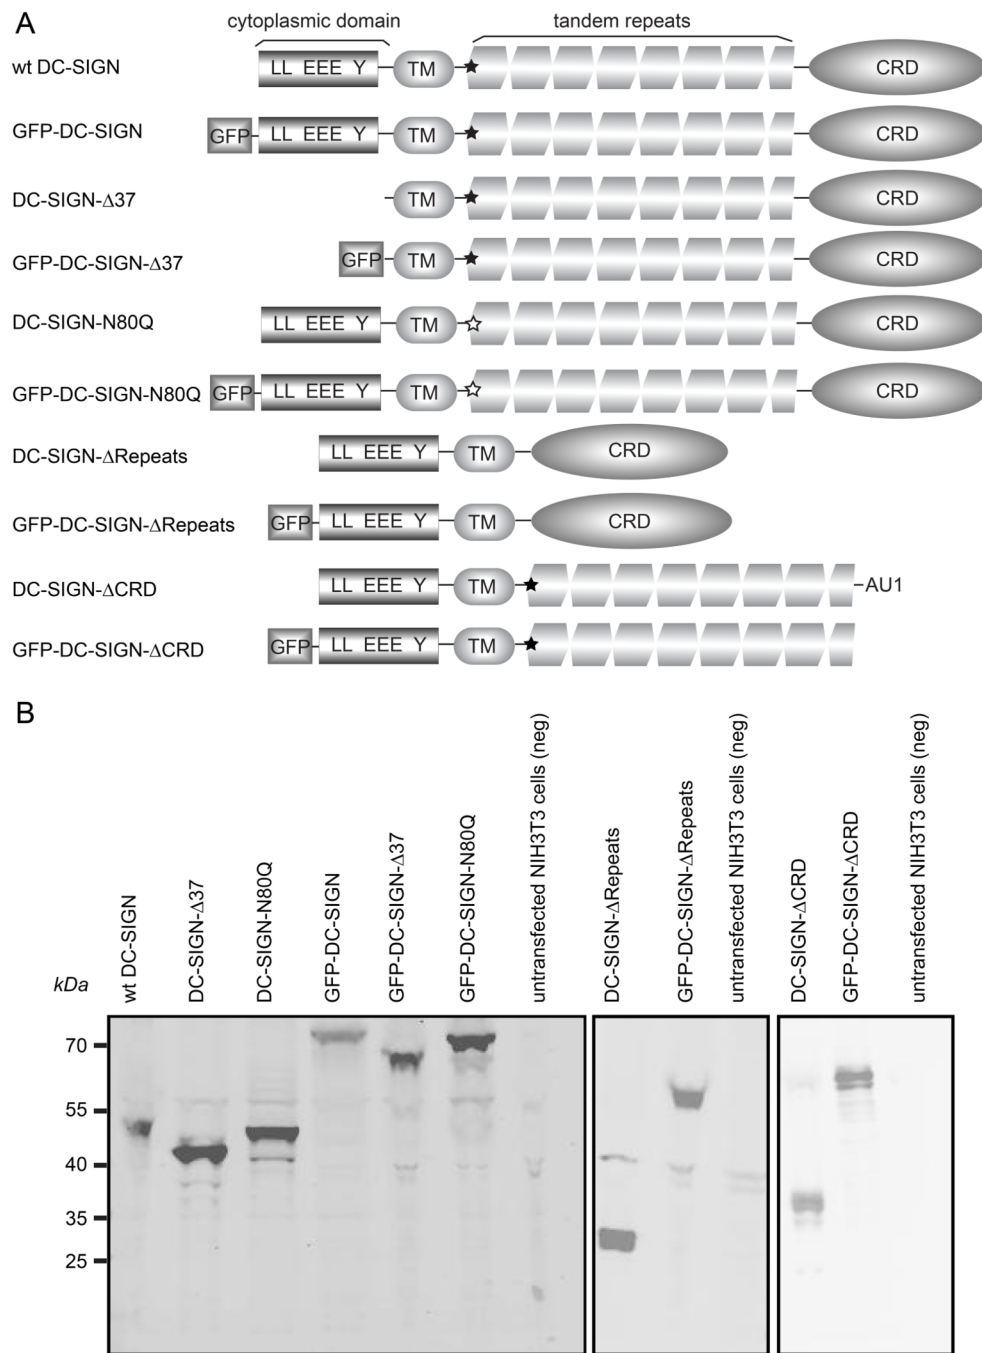 A
cytoplasmic domain tandem repeats
wt DC-SIGN LL EEE Y TM CRD
GFP-DC-SIGN GFP LL EEE Y TM CRD
DC-SIGN-Δ37 TM CRD
GFP-DC-SIGN-Δ37 GFP TM CRD
DC-SIGN-N80Q LL EEE Y TM CRD
GFP-DC-SIGN-N80Q GFP LL EEE Y TM CRD
DC-SIGN-ΔRepeats LL EEE Y TM CRD
GFP-DC-SIGN-ΔRepeats GFP LL EEE Y TM CRD
DC-SIGN-ΔCRD LL EEE Y TM AU1
GFP-DC-SIGN-ΔCRD GFP LL EEE Y TM
B
kDa
wt DC-SIGN
DC-SIGN-Δ37
DC-SIGN-N80Q
GFP-DC-SIGN
GFP-DC-SIGN-Δ37
GFP-DC-SIGN-N80Q
untransfected NIH3T3 cells (neg)
DC-SIGN-ΔRepeats
GFP-DC-SIGN-ΔRepeats
untransfected NIH3T3 cells (neg)
DC-SIGN-ΔCRD
GFP-DC-SIGN-ΔCRD
untransfected NIH3T3 cells (neg)
70
55
40
35
25